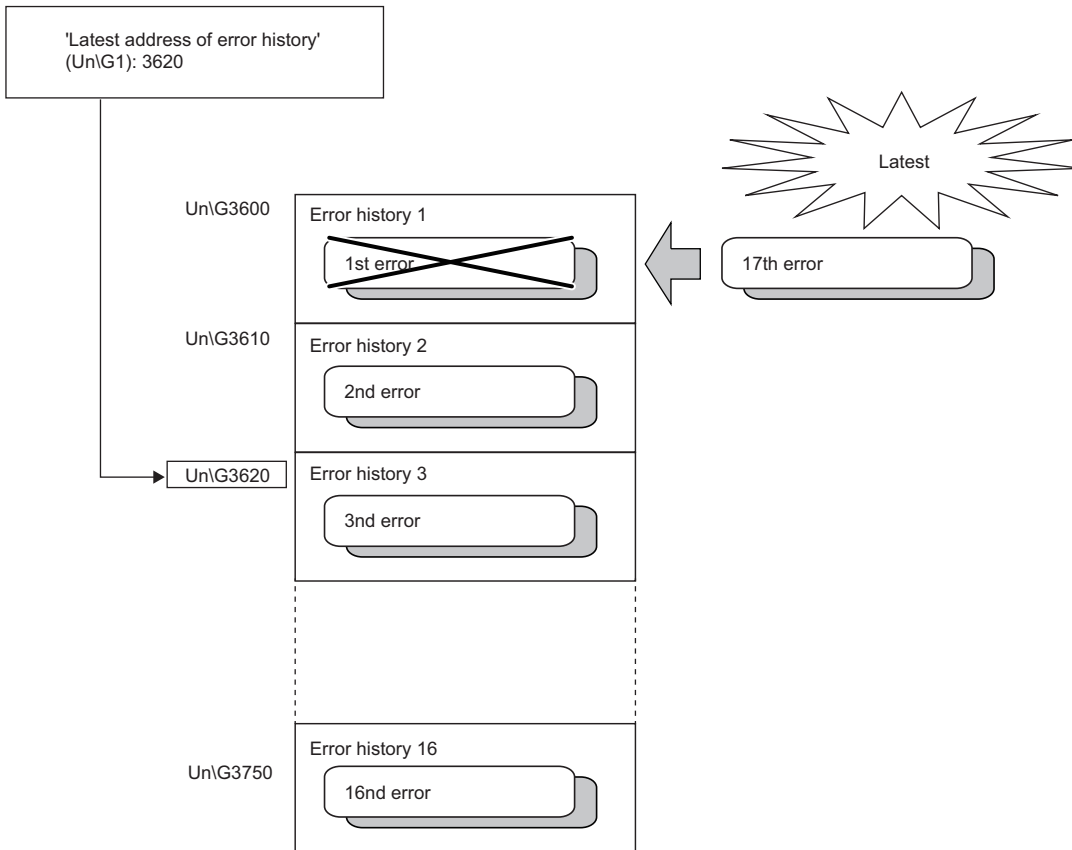 'Latest address of error history'
(Un\G1): 3620
Latest
Un\G3600
Error history 1
1st error
17th error
Un\G3610
Error history 2
2nd error
Un\G3620
Error history 3
3nd error
Error history 16
Un\G3750
16nd error